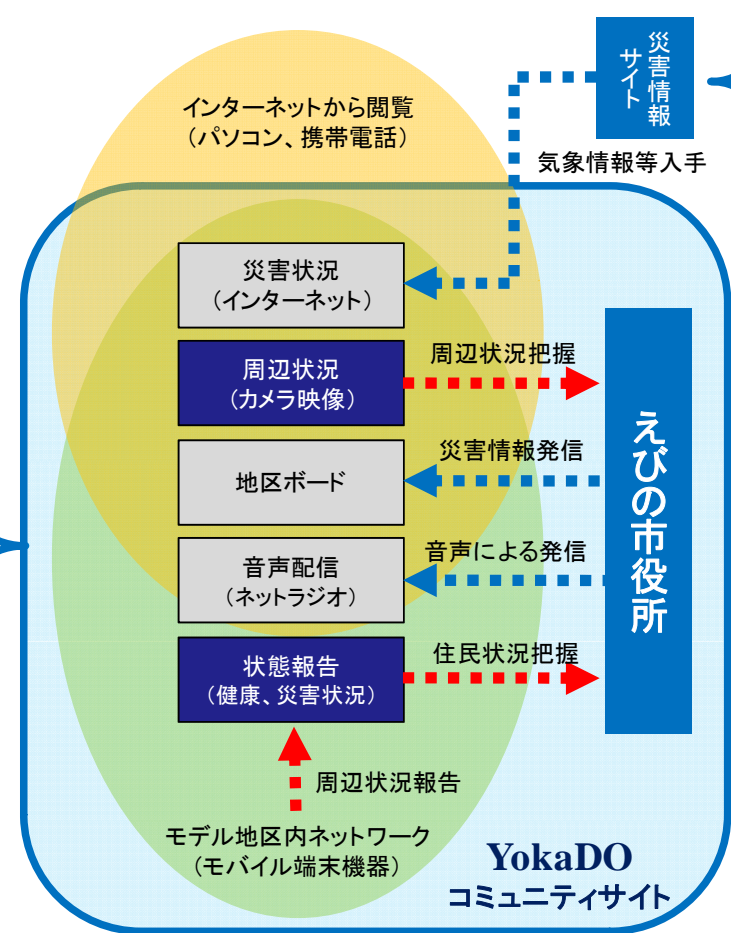 災害情報
サイト
インターネットから閲覧
（パソコン、携帯電話）
気象情報等入手
災害状況
（インターネット）
周辺状況
（カメラ映像）
周辺状況把握
地区ボード
災害情報発信
音声配信
（ネットラジオ）
音声による発信
状態報告
（健康、災害状況）
住民状況把握
えびの市役所
周辺状況報告
モデル地区内ネットワーク
（モバイル端末機器）
YokaDO
コミュニティサイト